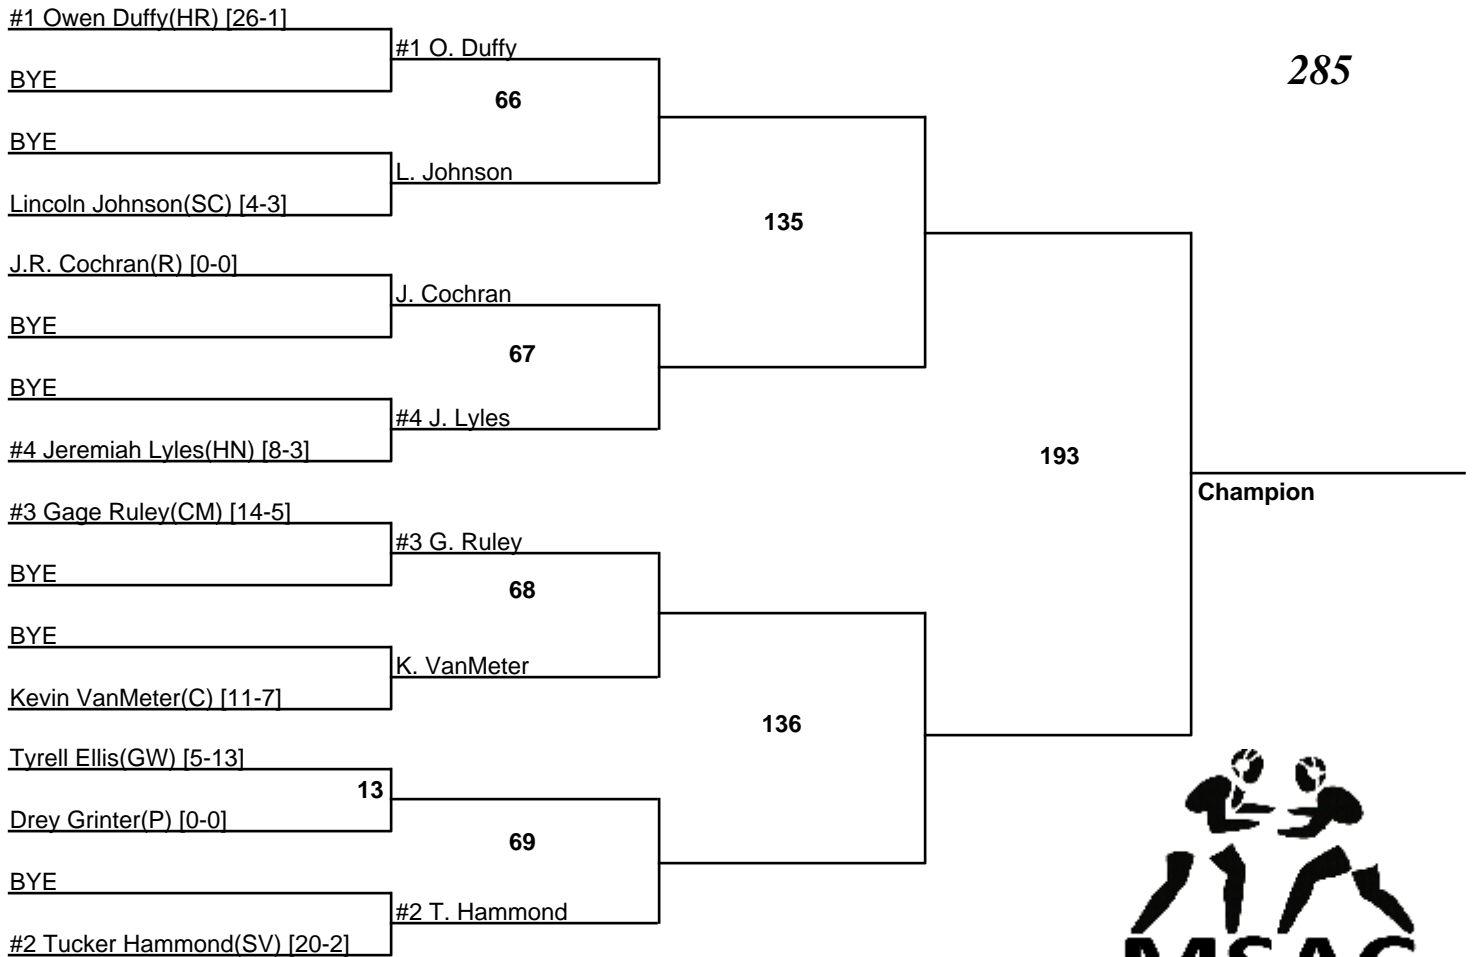 285
#1 Owen Duffy(HR) [26-1]
BYE
#1 O. Duffy
66
BYE
Lincoln Johnson(SC) [4-3]
L. Johnson
135
J.R. Cochran(R) [0-0]
BYE
J. Cochran
67
BYE
#4 Jeremiah Lyles(HN) [8-3]
#4 J. Lyles
193
Champion
#3 Gage Ruley(CM) [14-5]
BYE
#3 G. Ruley
68
BYE
Kevin VanMeter(C) [11-7]
K. VanMeter
136
Tyrell Ellis(GW) [5-13]
13
Drey Grinter(P) [0-0]
69
BYE
#2 Tucker Hammond(SV) [20-2]
#2 T. Hammond
MSAC